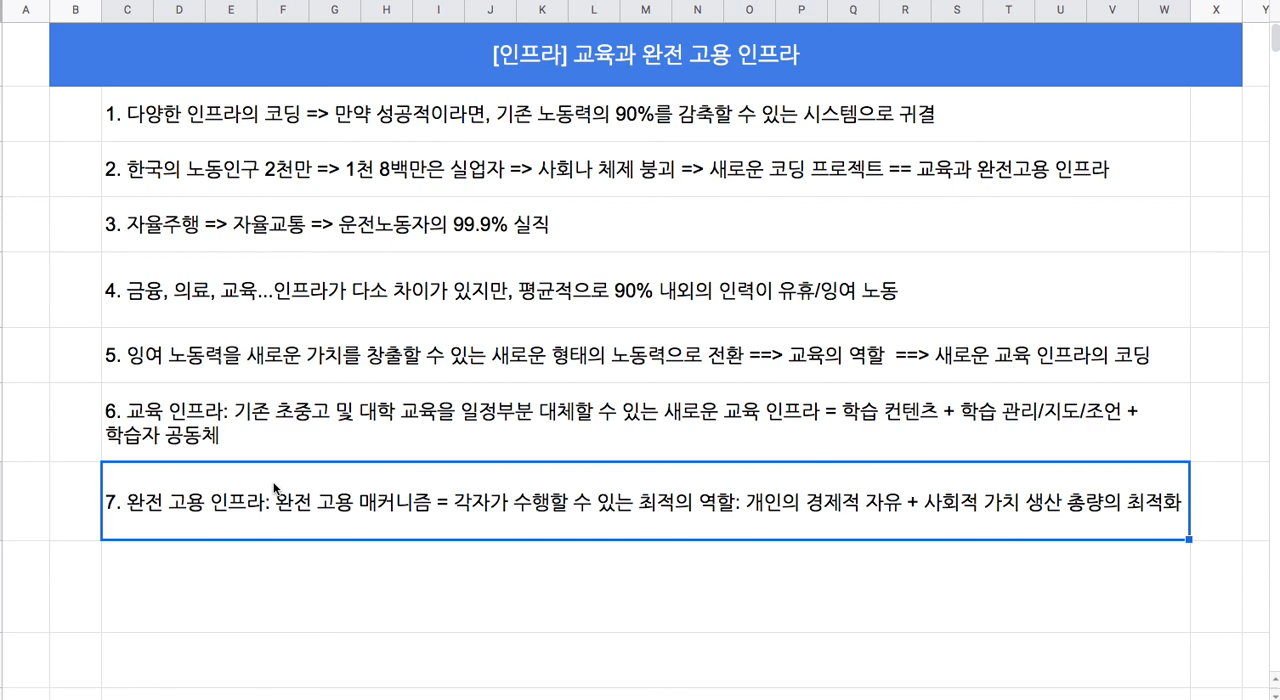 A B C D E F G H I J K L M N O P Q R S T U V W X Y
[인프라] 교육과 완전 고용 인프라
1. 다양한 인프라의 코딩 => 만약 성공적이라면, 기존 노동력의 90%를 감축할 수 있는 시스템으로 귀결
2. 한국의 노동인구 2천만 => 1천 8백만은 실업자 => 사회나 체제 붕괴 => 새로운 코딩 프로젝트 == 교육과 완전고용 인프라
3. 자율주행 => 자율교통 => 운전노동자의 99.9% 실직
4. 금융, 의료, 교육...인프라가 다소 차이가 있지만, 평균적으로 90% 내외의 인력이 유휴/잉여 노동
5. 잉여 노동력을 새로운 가치를 창출할 수 있는 새로운 형태의 노동력으로 전환 ==> 교육의 역할  ==> 새로운 교육 인프라의 코딩
6. 교육 인프라: 기존 초중고 및 대학 교육을 일정부분 대체할 수 있는 새로운 교육 인프라 = 학습 컨텐츠 + 학습 관리/지도/조언 +
학습자 공동체
7. 완전 고용 인프라: 완전 고용 매커니즘 = 각자가 수행할 수 있는 최적의 역할: 개인의 경제적 자유 + 사회적 가치 생산 총량의 최적화